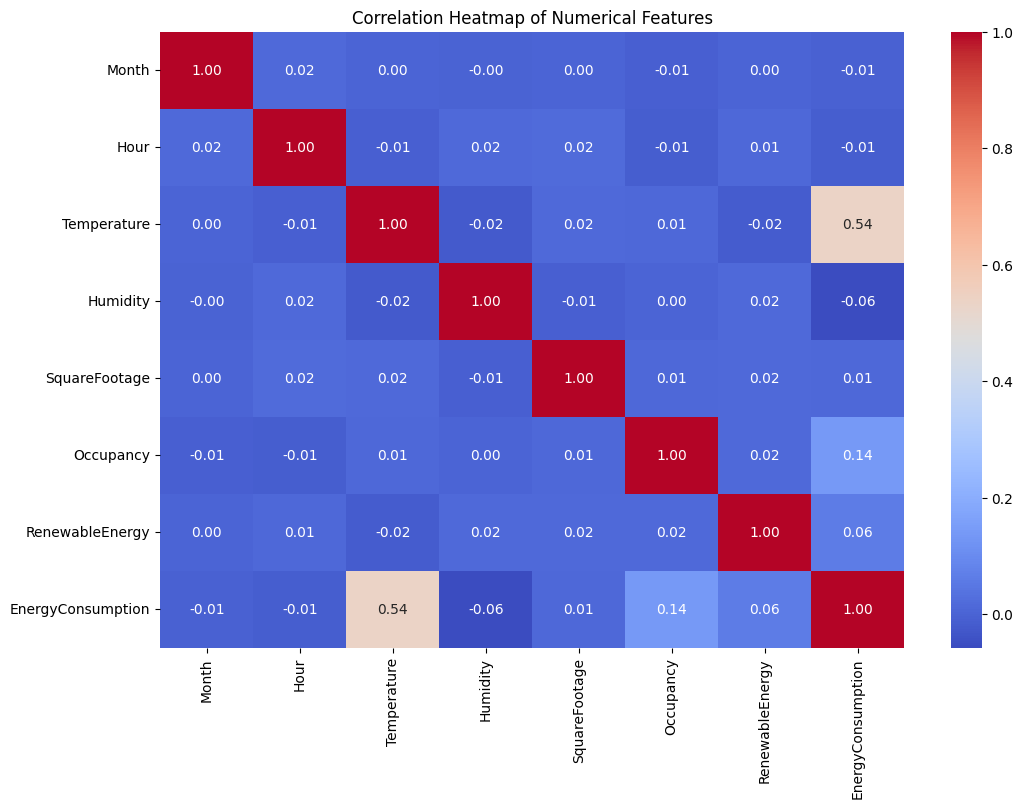 Correlation Heatmap of Numerical Features
Month 1.00 0.02 0.00 -0.00 0.00 -0.01 0.00 -0.01
Hour 0.02 1.00 -0.01 0.02 0.02 -0.01 0.01 -0.01
Temperature 0.00 -0.01 1.00 -0.02 0.02 0.01 -0.02 0.54
Humidity -0.00 0.02 -0.02 1.00 -0.01 0.00 0.02 -0.06
SquareFootage 0.00 0.02 0.02 -0.01 1.00 0.01 0.02 0.01
Occupancy -0.01 -0.01 0.01 0.00 0.01 1.00 0.02 0.14
RenewableEnergy 0.00 0.01 -0.02 0.02 0.02 0.02 1.00 0.06
EnergyConsumption -0.01 -0.01 0.54 -0.06 0.01 0.14 0.06 1.00
Month
Hour
Temperature
Humidity
SquareFootage
Occupancy
RenewableEnergy
EnergyConsumption
1.0
0.8
0.6
0.4
0.2
0.0